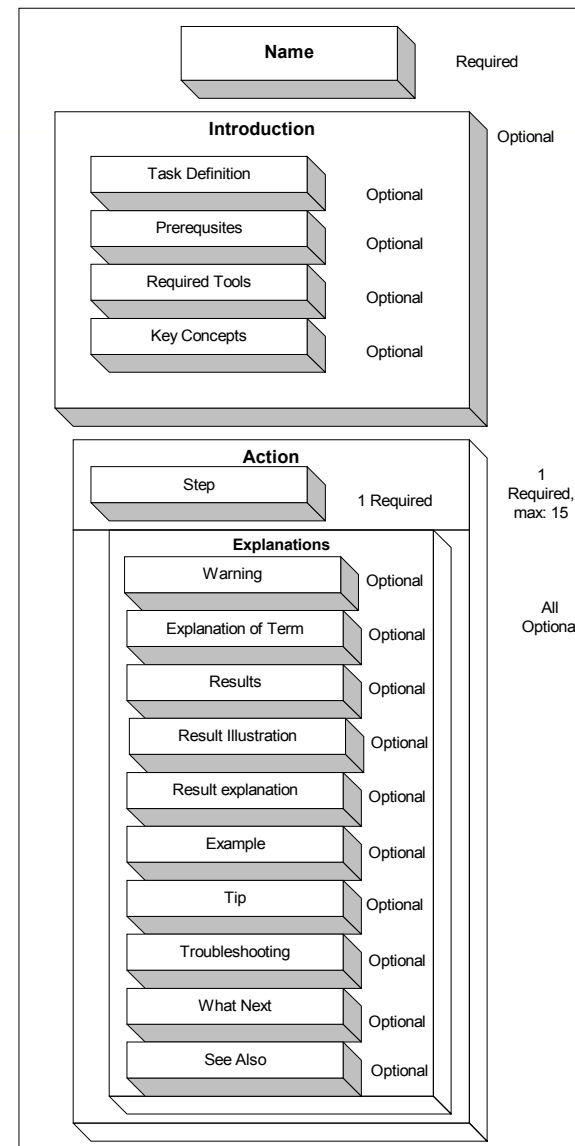 Name
Required
Introduction
Optional
Task Definition
Optional
Prerequsites
Optional
Required Tools
Optional
Key Concepts
Optional
Action
Step
1 Required
1
Required,
max: 15
Explanations
Warning
Optional
All
Optional
Explanation of Term
Optional
Results
Optional
Result Illustration
Optional
Result explanation
Optional
Example
Optional
Tip
Optional
Troubleshooting
Optional
What Next
Optional
See Also
Optional